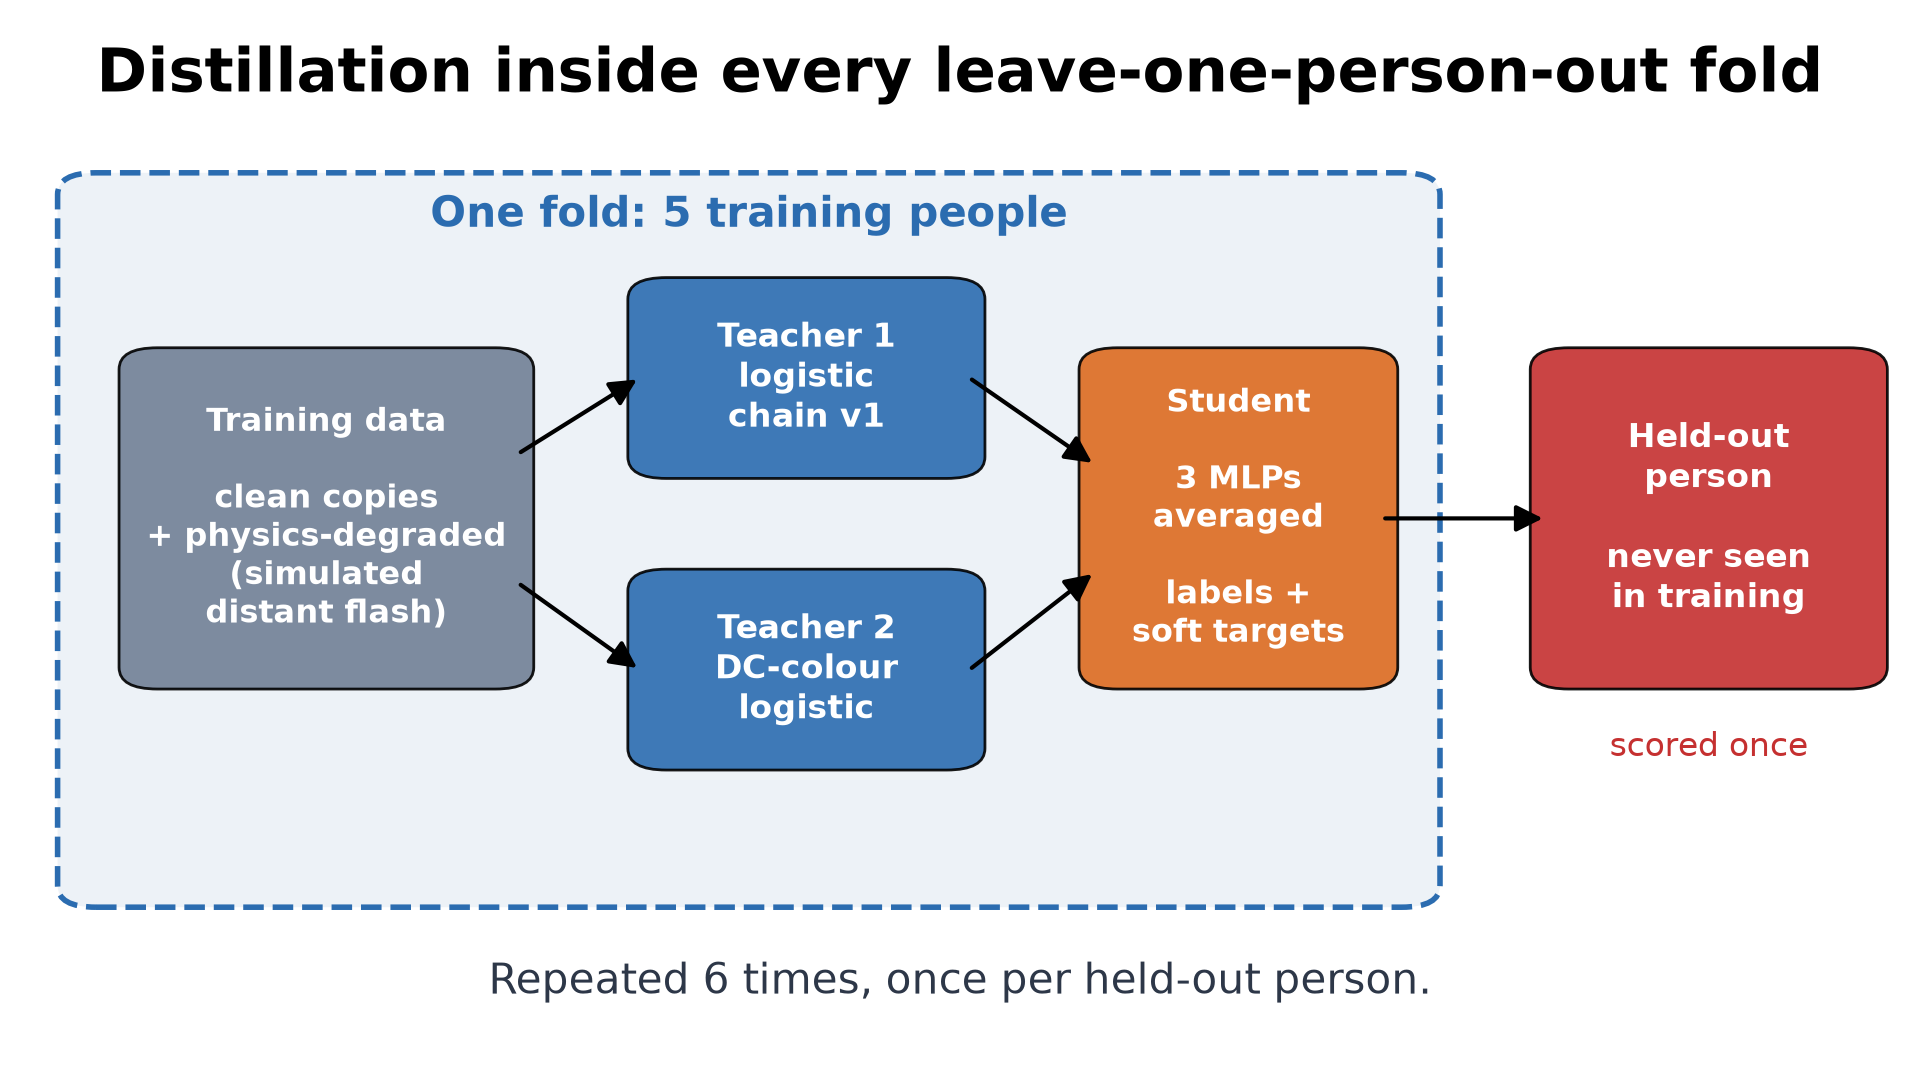 Distillation inside every leave-one-person-out fold
One fold: 5 training people
Training data
clean copies
+ physics-degraded
(simulated
distant flash)
Teacher 1
logistic
chain v1
Teacher 2
DC-colour
logistic
Student
3 MLPs
averaged
labels +
soft targets
Held-out
person
never seen
in training
scored once
Repeated 6 times, once per held-out person.